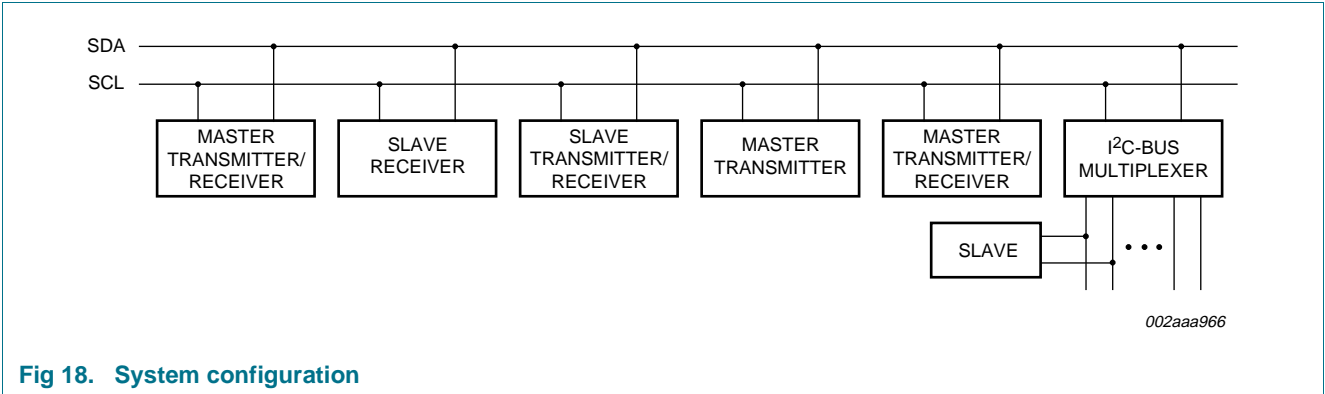 SDA
SCL
MASTER
TRANSMITTER/
RECEIVER
SLAVE
RECEIVER
SLAVE
TRANSMITTER/
RECEIVER
MASTER
TRANSMITTER
MASTER
TRANSMITTER/
RECEIVER
I²C-BUS
MULTIPLEXER
SLAVE
002aaa966
Fig 18. System configuration